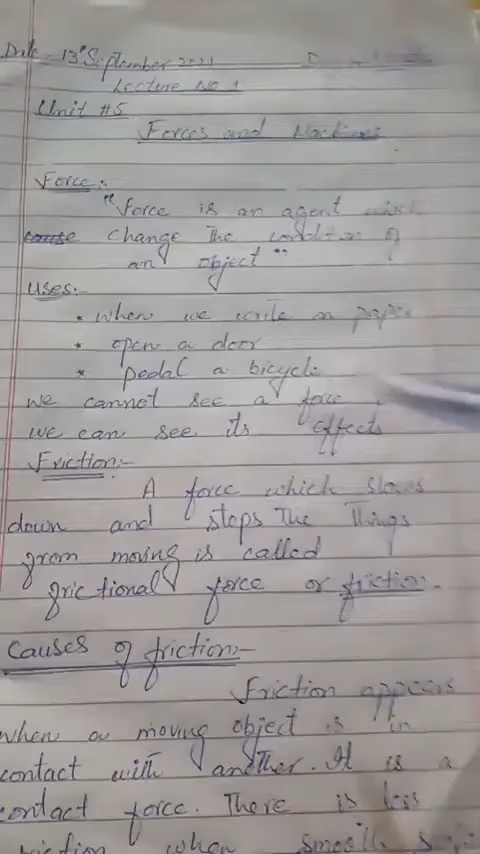 Date - 13 September 2021
Lecture No 1
Unit #5
Forces and Machines
Force:-
"Force is an agent which
cause change the condition of
an object"
Uses:-
* when we write on paper
* open a door
* pedal a bicycle
we cannot see a force.
we can see its effects
Friction:-
A force which slows
down and stops The Things
from moving is called
frictional force or friction.
Causes of friction:-
Friction appears
when a moving object is in
contact with another. It is a
contact force. There is less
friction when smooth